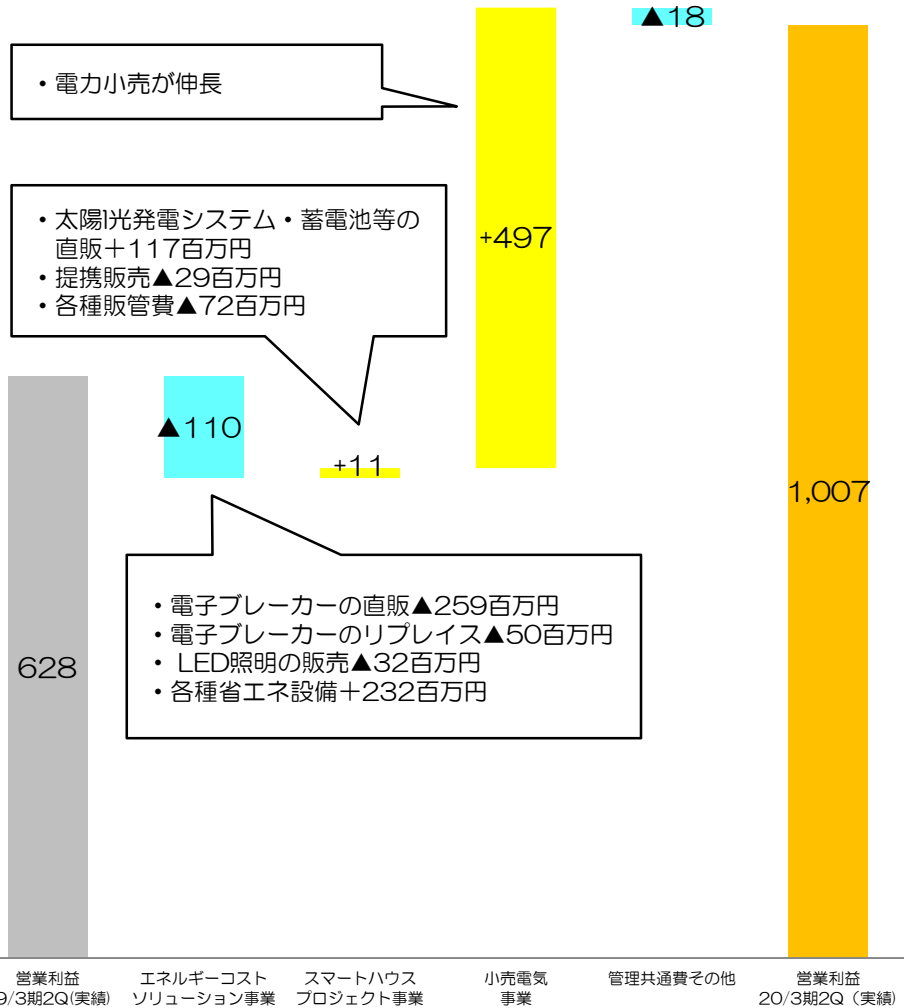 ▲18
・電力小売が伸長
・太陽光発電システム・蓄電池等の
直販＋117百万円
・提携販売▲29百万円
・各種販管費▲72百万円
+497
▲110
+11
1,007
・電子ブレーカーの直販▲259百万円
・電子ブレーカーのリプレイス▲50百万円
・ LED照明の販売▲32百万円
・各種省エネ設備＋232百万円
628
営業利益
9/3期2Q(実績)
エネルギーコスト
ソリューション事業
スマートハウス
プロジェクト事業
小売電気
事業
管理共通費その他
営業利益
20/3期2Q（実績）